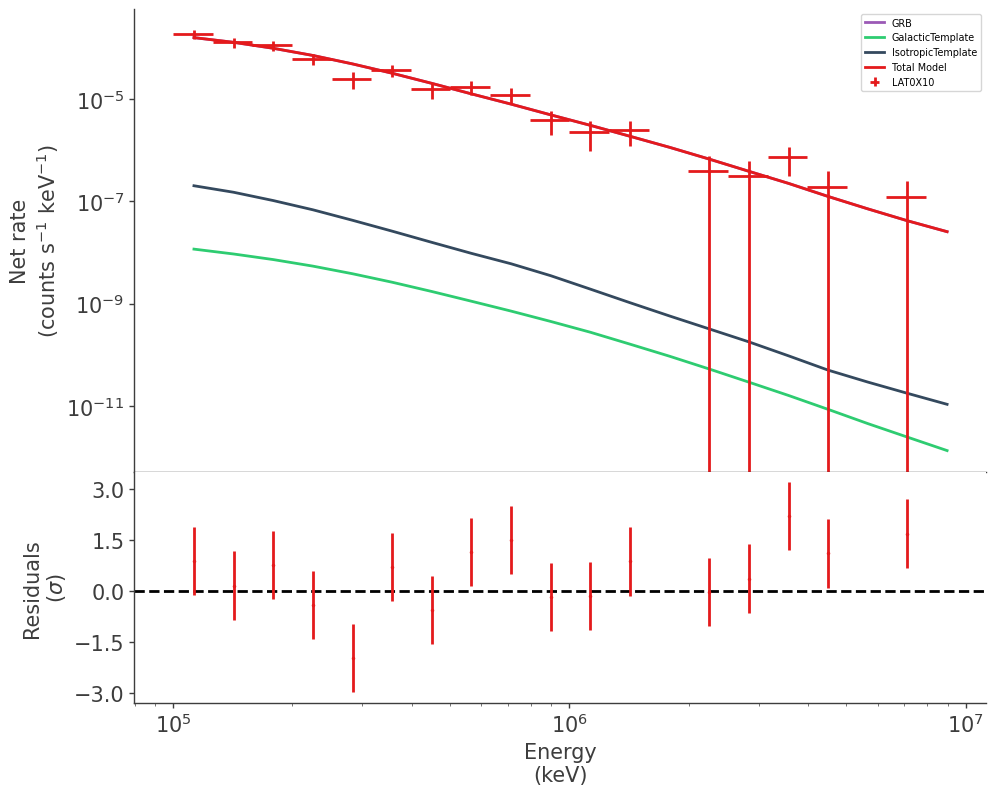 GRB
GalacticTemplate
IsotropicTemplate
Total Model
LAT0X10
10⁻⁵
10⁻⁷
10⁻⁹
10⁻¹¹
Net rate
(counts s⁻¹ keV⁻¹)
3.0
1.5
0.0
−1.5
−3.0
Residuals
(σ)
10⁵ 10⁶ 10⁷
Energy
(keV)